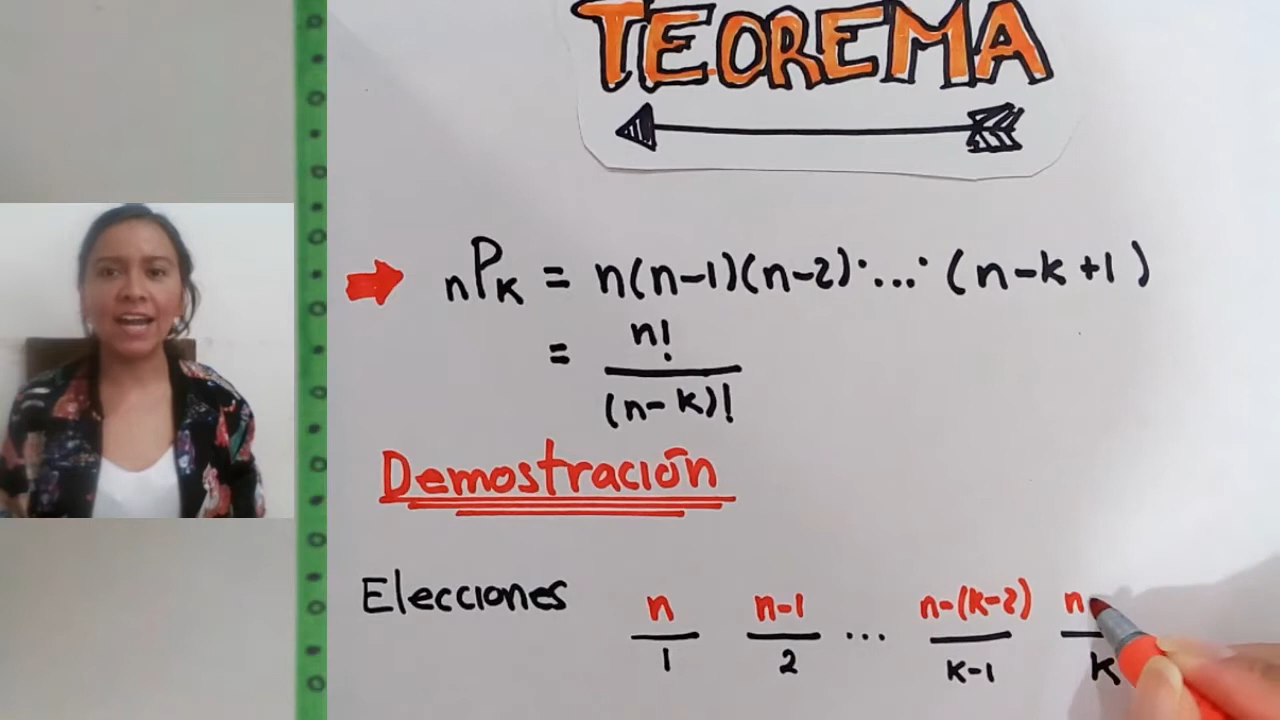 TEOREMA
nPk = n(n-1)(n-2)·...·(n-k+1)
= n!
(n-k)!
Demostración
Elecciones n n-1 ... n-(k-2) n
1 2 k-1 k